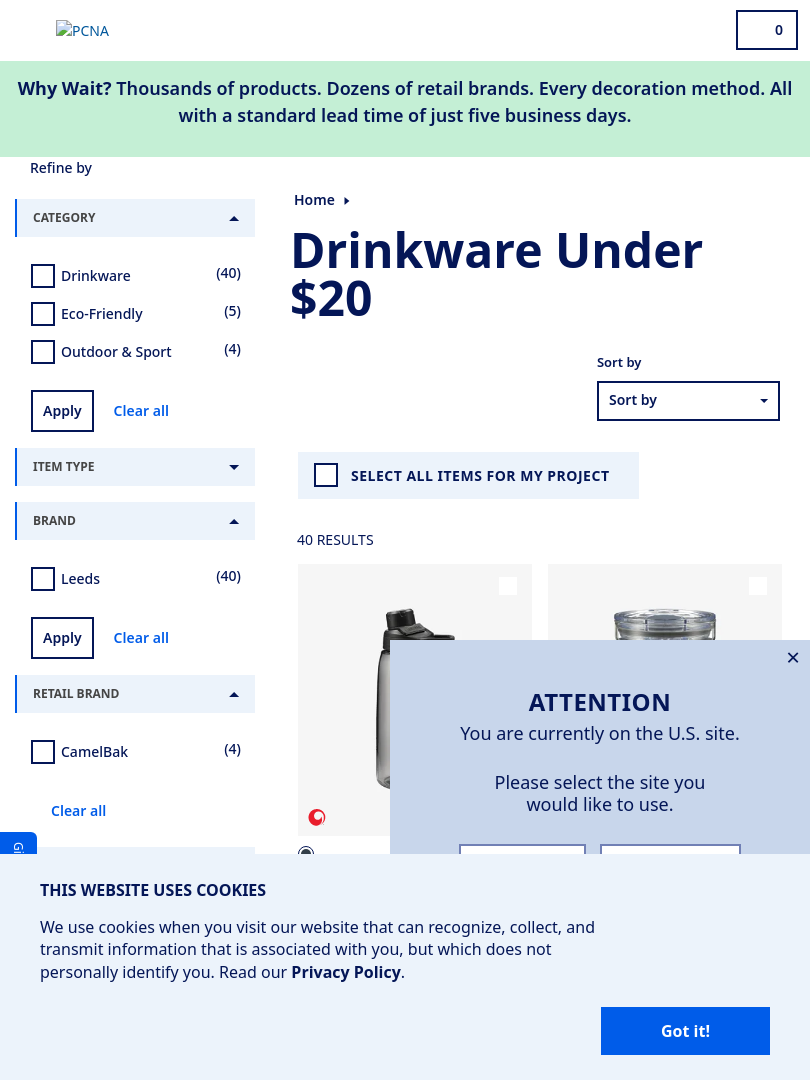 PCNA
0
Why Wait? Thousands of products. Dozens of retail brands. Every decoration method. All
with a standard lead time of just five business days.
Refine by
CATEGORY
Drinkware (40)
Eco-Friendly (5)
Outdoor & Sport (4)
Apply Clear all
ITEM TYPE
BRAND
Leeds (40)
Apply Clear all
RETAIL BRAND
CamelBak (4)
Clear all
Home
Drinkware Under
$20
Sort by
Sort by
SELECT ALL ITEMS FOR MY PROJECT
40 RESULTS
ATTENTION
You are currently on the U.S. site.
Please select the site you
would like to use.
THIS WEBSITE USES COOKIES
We use cookies when you visit our website that can recognize, collect, and
transmit information that is associated with you, but which does not
personally identify you. Read our Privacy Policy.
Got it!